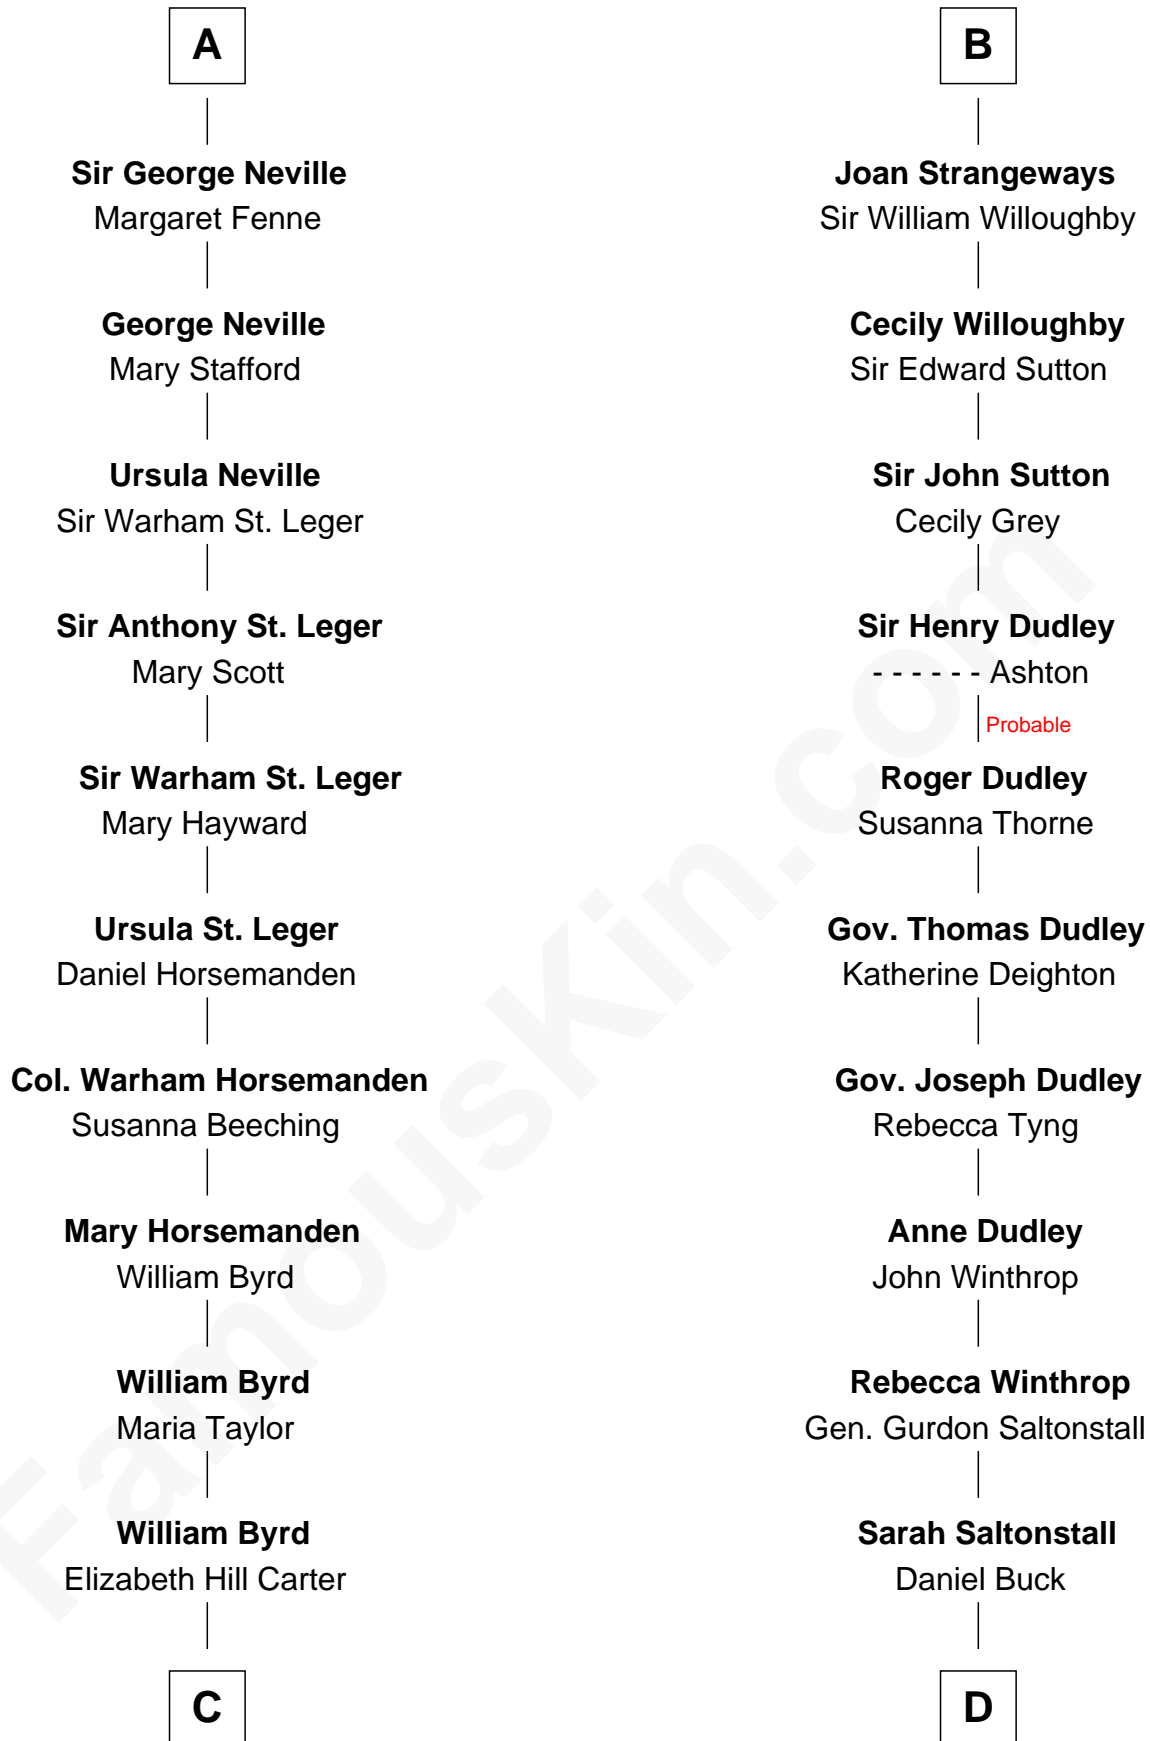 A
Sir George Neville
Margaret Fenne
George Neville
Mary Stafford
Ursula Neville
Sir Warham St. Leger
Sir Anthony St. Leger
Mary Scott
Sir Warham St. Leger
Mary Hayward
Ursula St. Leger
Daniel Horsemanden
Col. Warham Horsemanden
Susanna Beeching
Mary Horsemanden
William Byrd
William Byrd
Maria Taylor
William Byrd
Elizabeth Hill Carter
C
B
Joan Strangeways
Sir William Willoughby
Cecily Willoughby
Sir Edward Sutton
Sir John Sutton
Cecily Grey
Sir Henry Dudley
- - - - - - Ashton
Probable
Roger Dudley
Susanna Thorne
Gov. Thomas Dudley
Katherine Deighton
Gov. Joseph Dudley
Rebecca Tyng
Anne Dudley
John Winthrop
Rebecca Winthrop
Gen. Gurdon Saltonstall
Sarah Saltonstall
Daniel Buck
D
FamousKin.com